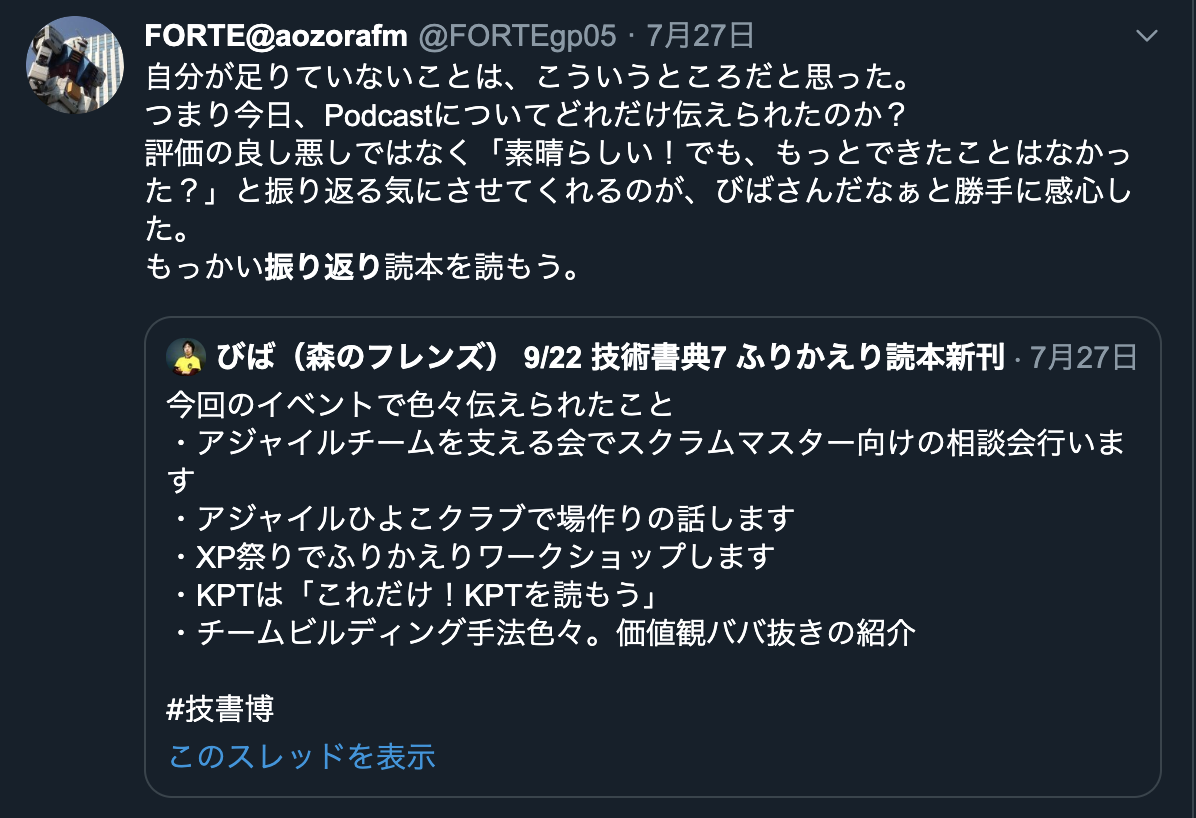 FORTE@aozorafm @FORTEgp05 · 7月27日
自分が足りていないことは、こういうところだと思った。
つまり今日、Podcastについてどれだけ伝えられたのか？
評価の良し悪しではなく「素晴らしい！でも、もっとできたことはなかっ
た？」と振り返る気にさせてくれるのが、びばさんだなぁと勝手に感心し
た。
もっかい振り返り読本を読もう。
びば（森のフレンズ） 9/22 技術書典7 ふりかえり読本新刊 · 7月27日
今回のイベントで色々伝えられたこと
・アジャイルチームを支える会でスクラムマスター向けの相談会行いま
す
・アジャイルひよこクラブで場作りの話します
・XP祭りでふりかえりワークショップします
・KPTは「これだけ！KPTを読もう」
・チームビルディング手法色々。価値観ババ抜きの紹介
#技書博
このスレッドを表示